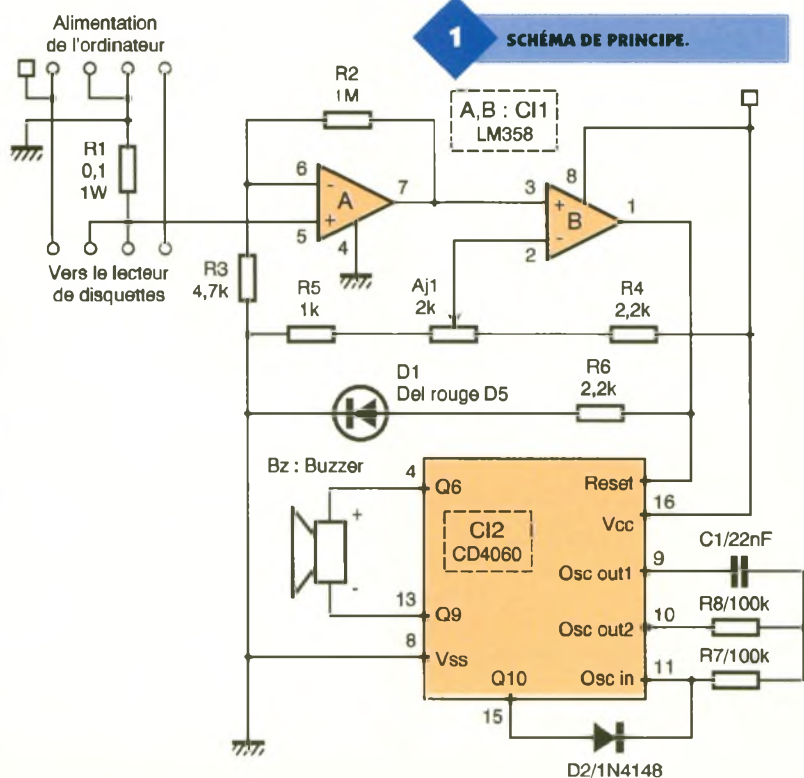 1
SCHÉMA DE PRINCIPE.
Alimentation
de l'ordinateur
R1
0,1
1W
Vers le lecteur
de disquettes
R2
1M
A,B : CI1
LM358
6
-
A
7
+
5
4
3
+
8
B
1
-
2
R3
4,7k
R5
1k
Aj1
2k
R4
2,2k
D1
Del rouge D5
R6
2,2k
Bz : Buzzer
+
-
4
Q6
Reset
16
Vcc
CI2
CD4060
C1/22nF
9
Osc out1
13
Q9
10
Osc out2
R8/100k
8
Vss
R7/100k
11
Osc in
Q10
15
D2/1N4148